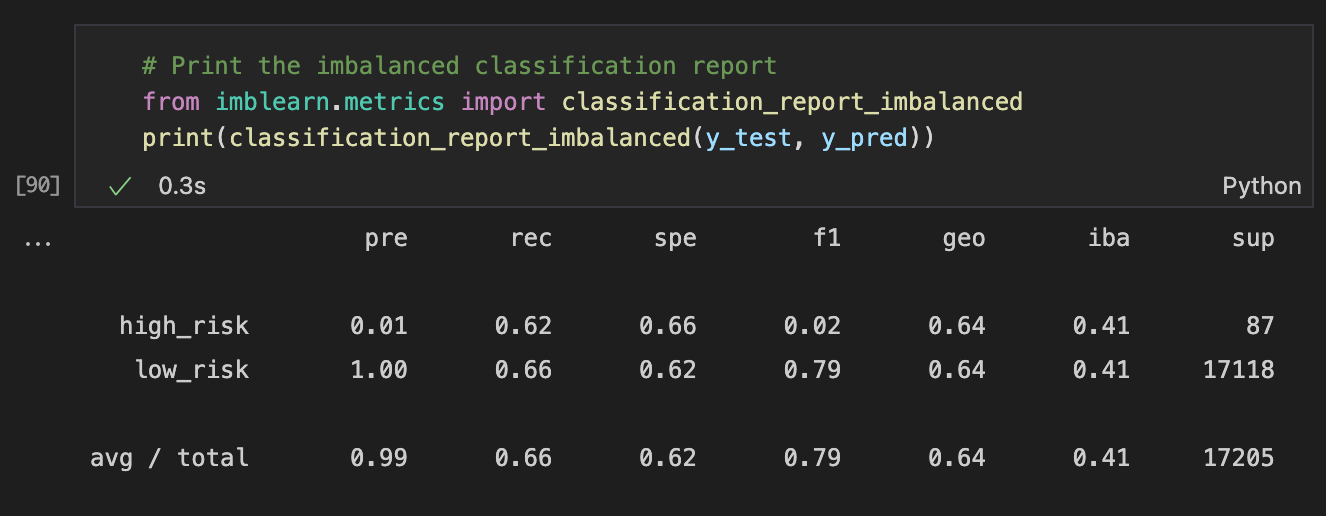 # Print the imbalanced classification report
from imblearn.metrics import classification_report_imbalanced
print(classification_report_imbalanced(y_test, y_pred))
[90] ✓ 0.3s Python
... pre rec spe f1 geo iba sup
high_risk 0.01 0.62 0.66 0.02 0.64 0.41 87
low_risk 1.00 0.66 0.62 0.79 0.64 0.41 17118
avg / total 0.99 0.66 0.62 0.79 0.64 0.41 17205